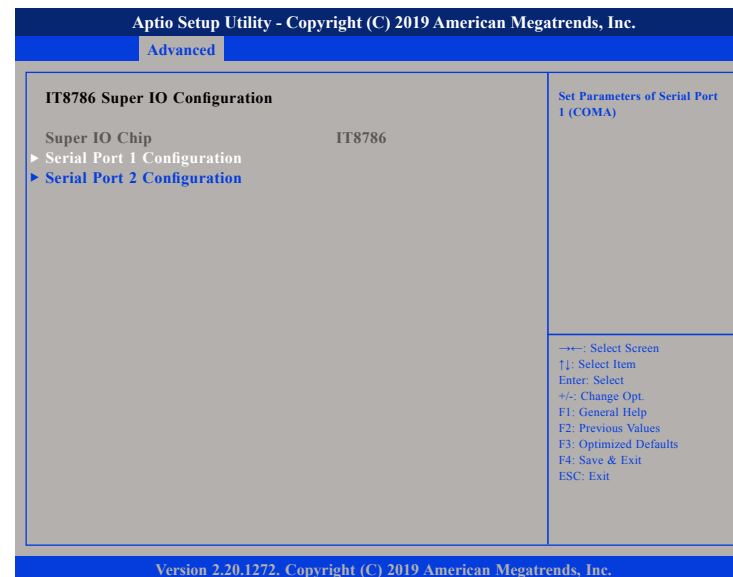 Aptio Setup Utility - Copyright (C) 2019 American Megatrends, Inc.
Advanced
IT8786 Super IO Configuration
Super IO Chip IT8786
► Serial Port 1 Configuration
► Serial Port 2 Configuration
Set Parameters of Serial Port
1 (COMA)
→←: Select Screen
↑↓: Select Item
Enter: Select
+/-: Change Opt.
F1: General Help
F2: Previous Values
F3: Optimized Defaults
F4: Save & Exit
ESC: Exit
Version 2.20.1272. Copyright (C) 2019 American Megatrends, Inc.